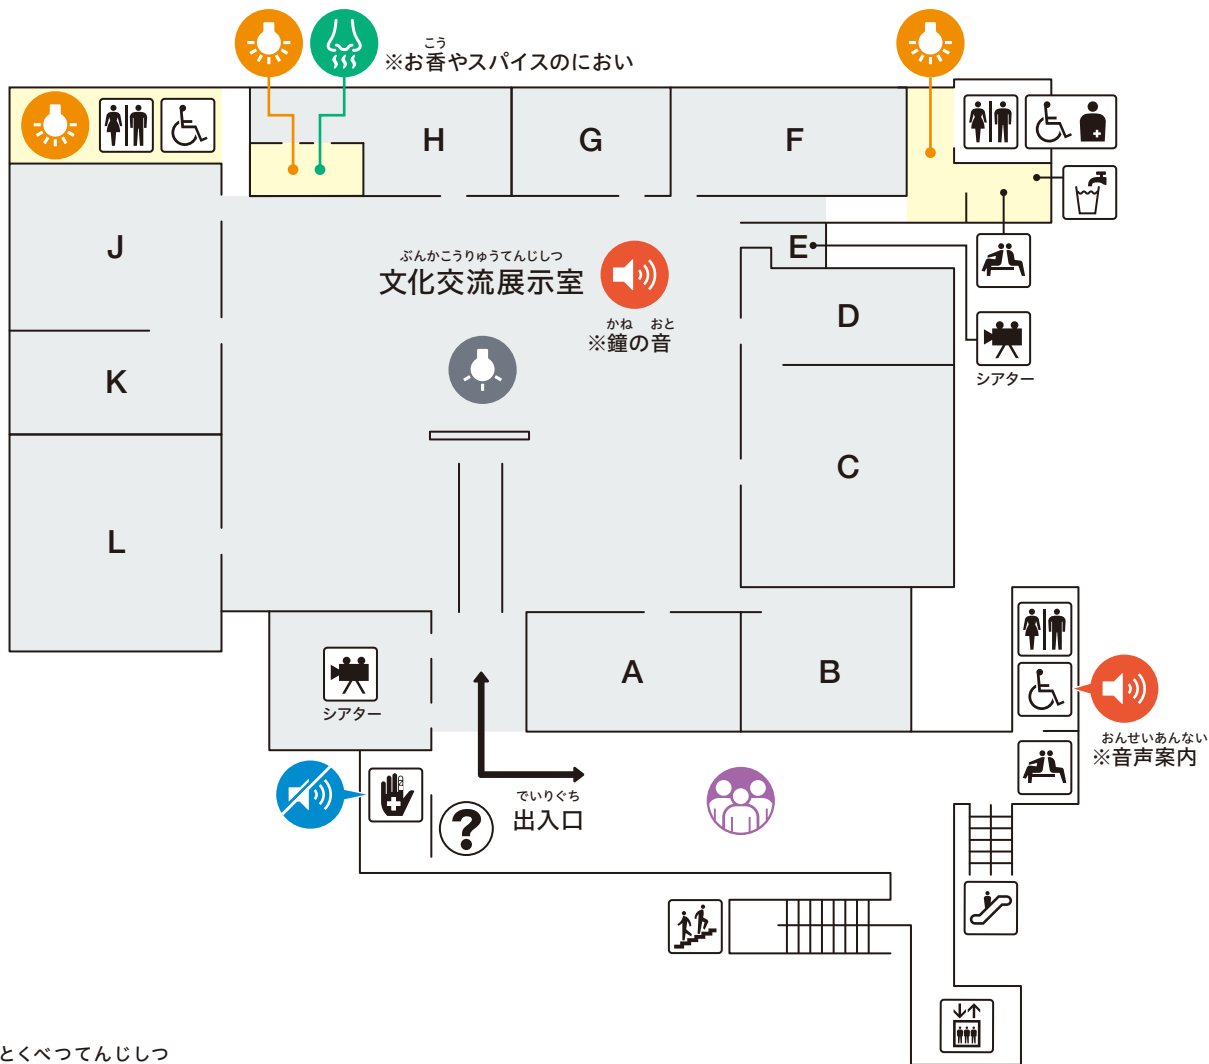 こう
※お香やスパイスのにおい
H
G
F
J
E
ぶんかこうりゅうてんじしつ
文化交流展示室
かね おと
※鐘の音
D
シアター
K
C
L
A
B
シアター
おんせいあんない
※音声案内
でいりぐち
出入口
?
とくべつてんじしつ